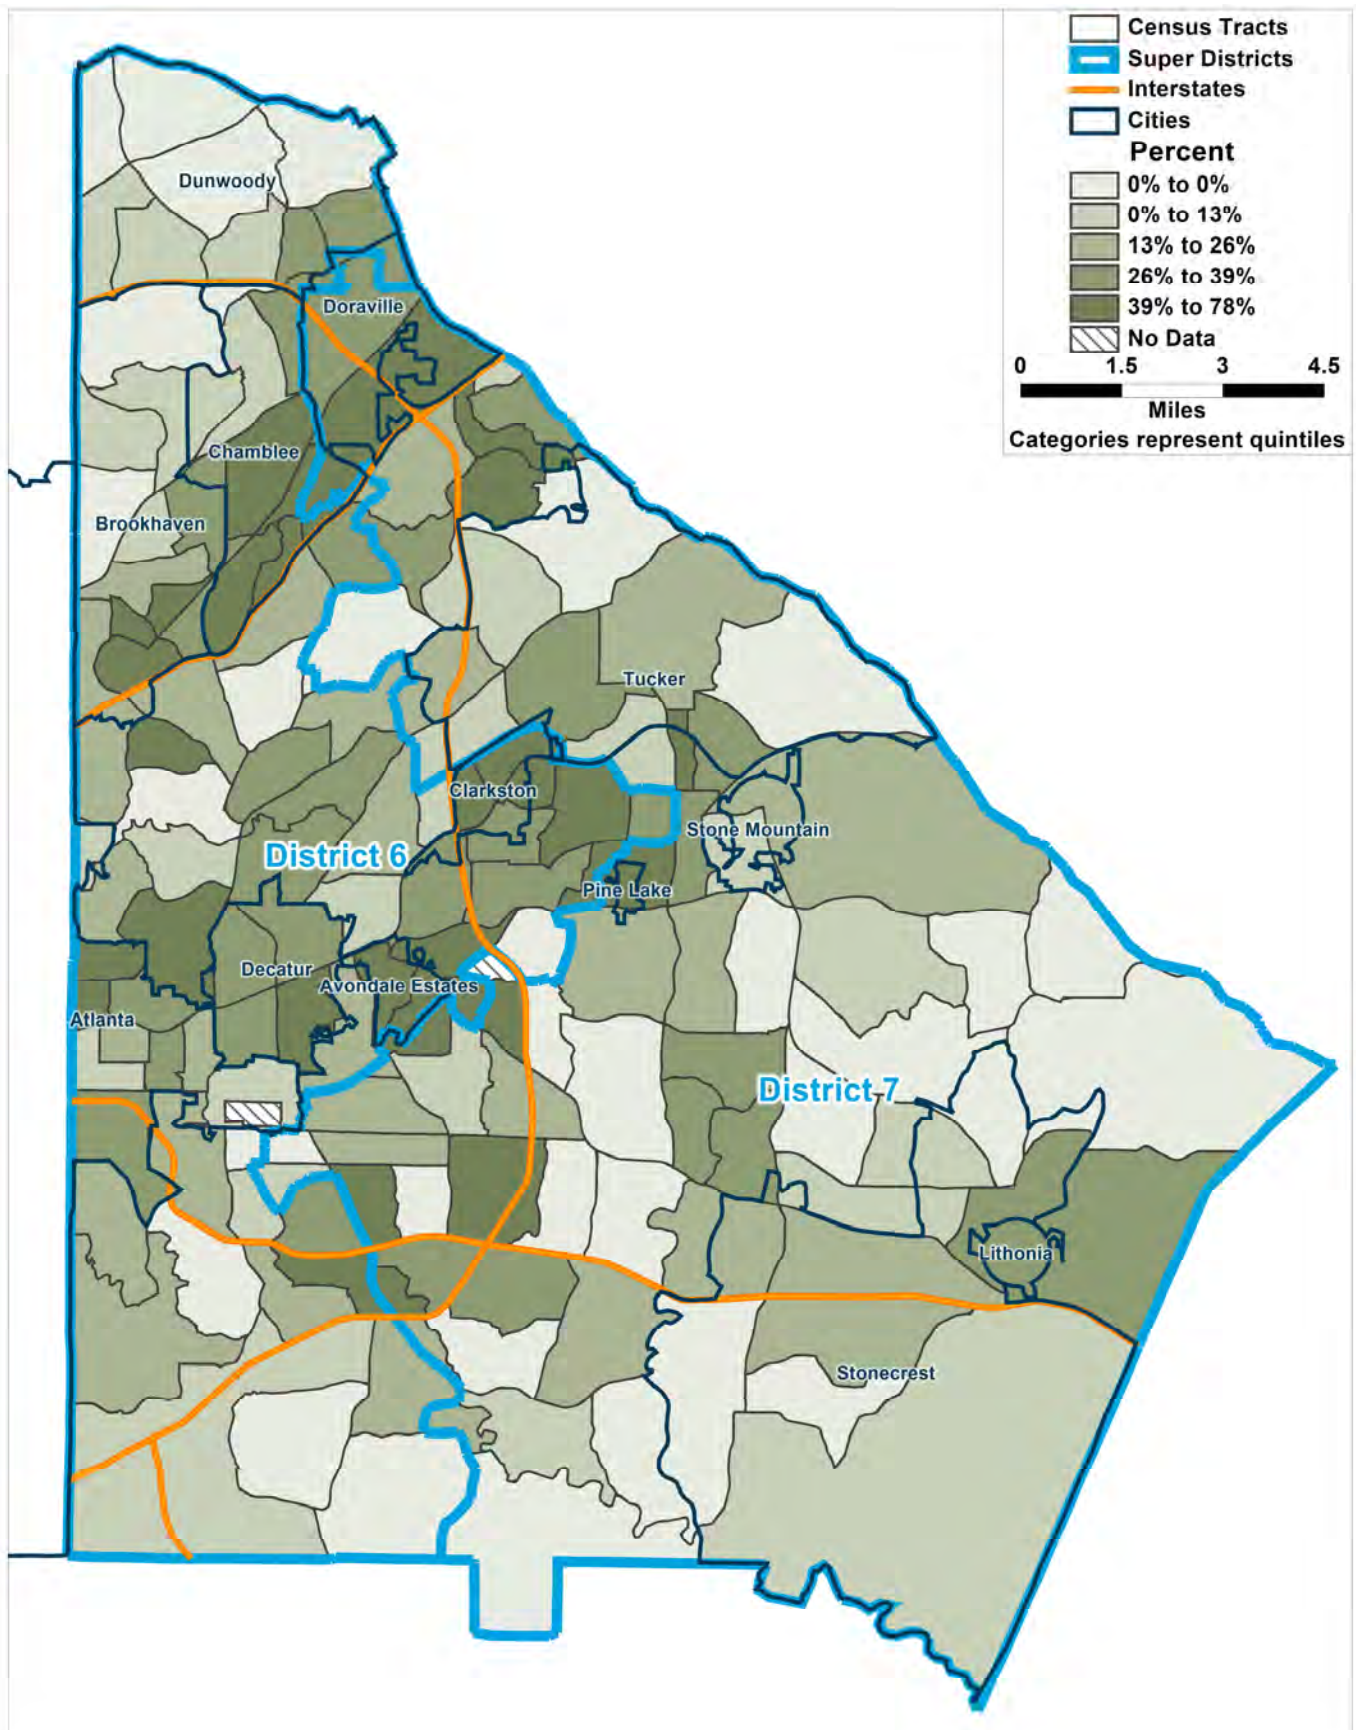 Census Tracts
Super Districts
Interstates
Cities
Percent
0% to 0%
0% to 13%
13% to 26%
26% to 39%
39% to 78%
No Data
0 1.5 3 4.5
Miles
Categories represent quintiles
Dunwoody
Doraville
Chamblee
Brookhaven
Tucker
Clarkston
Stone Mountain
District 6
Pine Lake
Decatur
Avondale Estates
Atlanta
District 7
Lithonia
Stonecrest